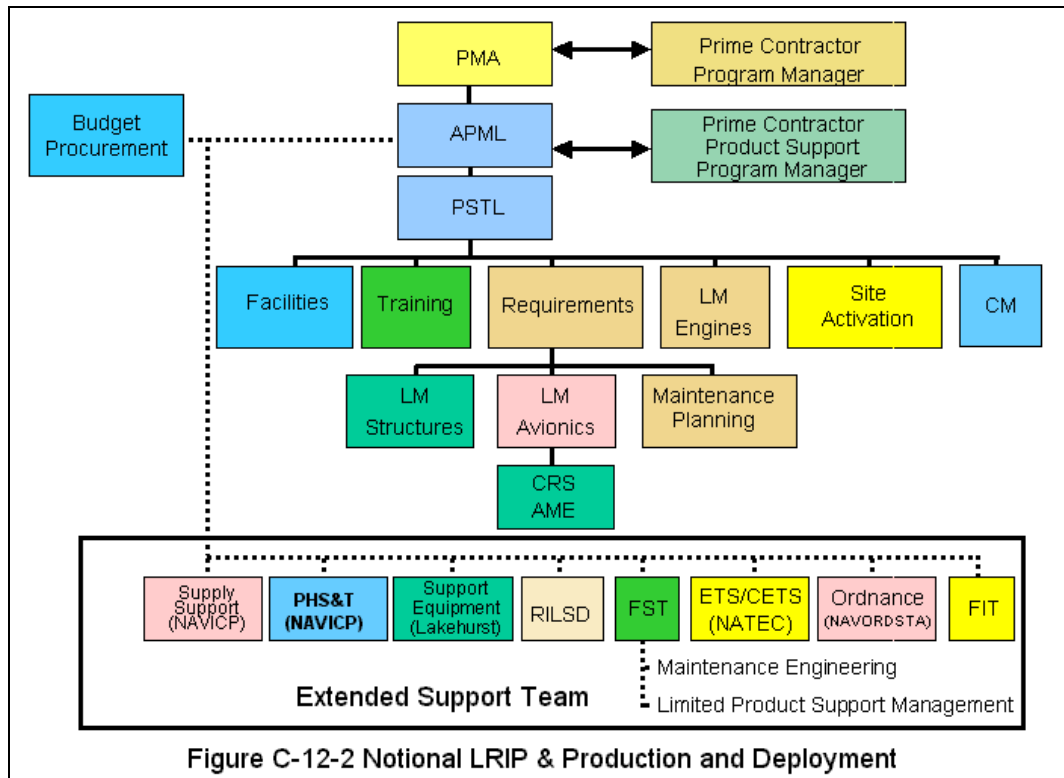 PMA
Prime Contractor
Program Manager
Budget
Procurement
APML
Prime Contractor
Product Support
Program Manager
PSTL
Facilities
Training
Requirements
LM
Engines
Site
Activation
CM
LM
Structures
LM
Avionics
Maintenance
Planning
CRS
AME
Supply
Support
(NAVICP)
PHS&T
(NAVICP)
Support
Equipment
(Lakehurst)
RILSD
FST
ETS/CETS
(NATEC)
Ordnance
(NAVORDSTA)
FIT
Maintenance Engineering
Limited Product Support Management
Extended Support Team
Figure C-12-2 Notional LRIP & Production and Deployment